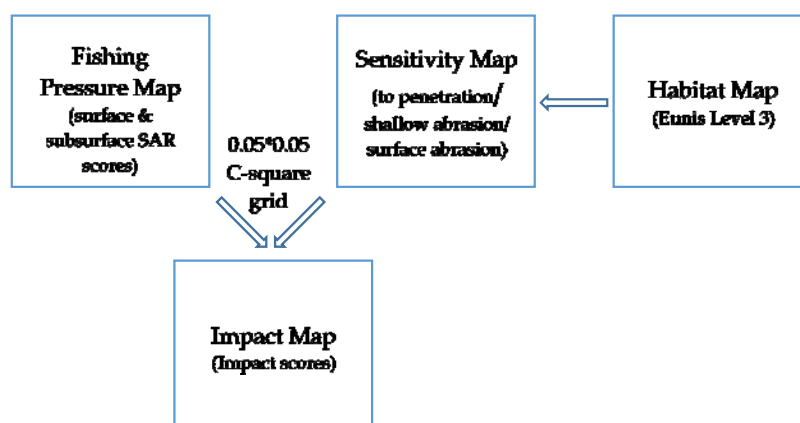 Fishing
Pressure Map
(surface &
subsurface SAR
scores)
0.05*0.05
C-square
grid
Sensitivity Map
(to penetration/
shallow abrasion/
surface abrasion)
Habitat Map
(Eunis Level 3)
Impact Map
(Impact scores)